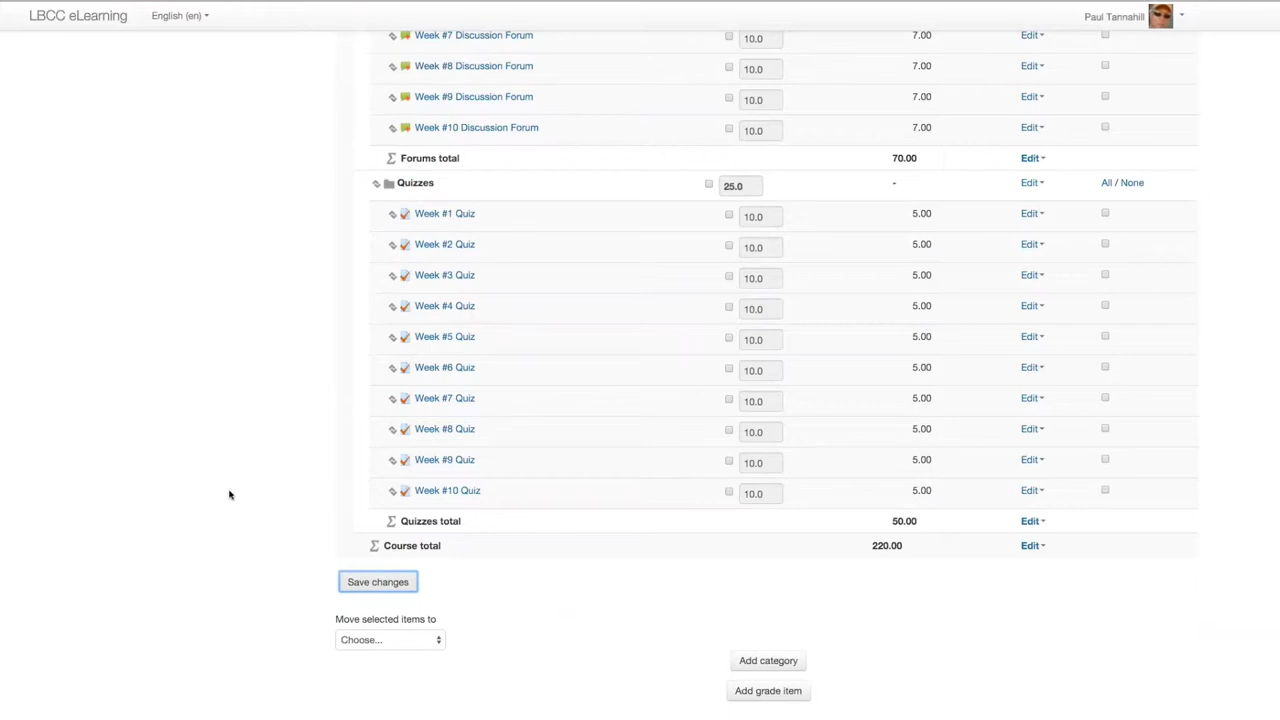 LBCC eLearning English (en) Paul Tannahill
Week #7 Discussion Forum 10.0 7.00 Edit
Week #8 Discussion Forum 10.0 7.00 Edit
Week #9 Discussion Forum 10.0 7.00 Edit
Week #10 Discussion Forum 10.0 7.00 Edit
Forums total 70.00 Edit
Quizzes 25.0 - Edit All / None
Week #1 Quiz 10.0 5.00 Edit
Week #2 Quiz 10.0 5.00 Edit
Week #3 Quiz 10.0 5.00 Edit
Week #4 Quiz 10.0 5.00 Edit
Week #5 Quiz 10.0 5.00 Edit
Week #6 Quiz 10.0 5.00 Edit
Week #7 Quiz 10.0 5.00 Edit
Week #8 Quiz 10.0 5.00 Edit
Week #9 Quiz 10.0 5.00 Edit
Week #10 Quiz 10.0 5.00 Edit
Quizzes total 50.00 Edit
Course total 220.00 Edit
Save changes
Move selected items to
Choose...
Add category
Add grade item